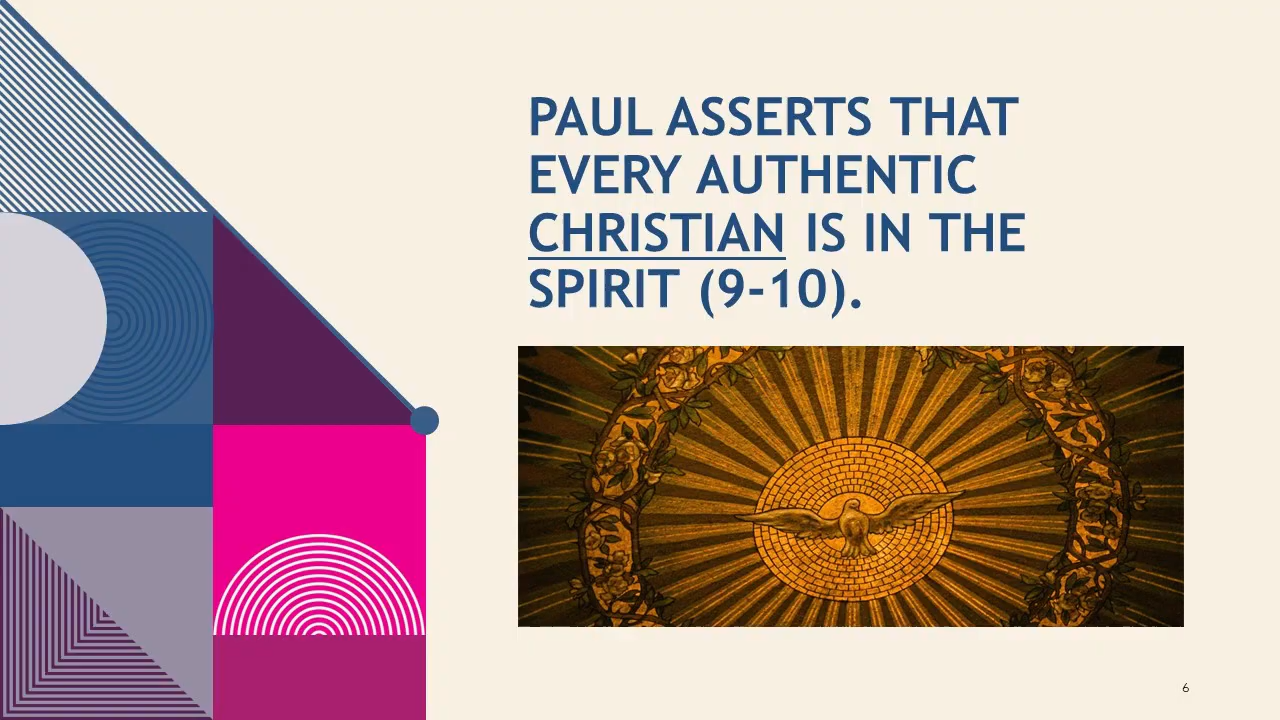 PAUL ASSERTS THAT
EVERY AUTHENTIC
CHRISTIAN IS IN THE
SPIRIT (9-10).
6